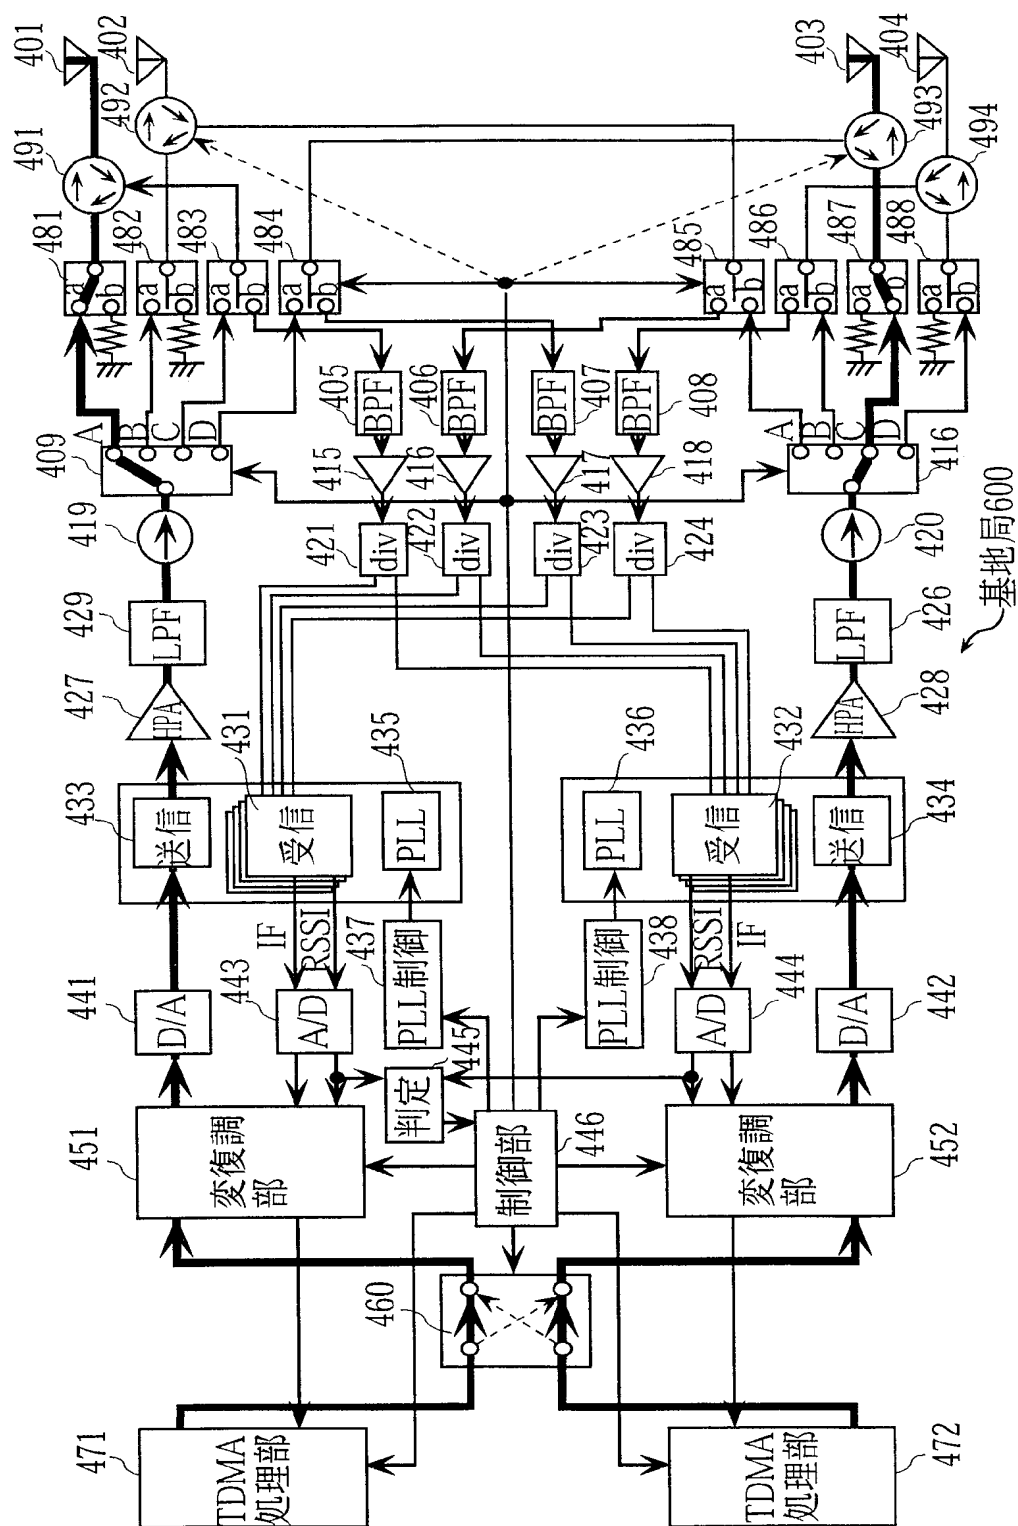 471
451
441
433
427
429
419
409
481
491
401
TDMA
処理部
変復調
部
D/A
送信
HPA
LPF
A
B
C
D
a
b
482
492
402
a
b
483
a
b
484
a
b
443
IF
RSSI
431
受信
A/D
437
PLL制御
435
PLL
421
div
415
405
BPF
445
判定
422
div
416
406
BPF
460
制御部
446
423
div
417
407
BPF
424
div
418
408
BPF
438
PLL制御
436
PLL
444
A/D
RSSI
IF
432
受信
485
a
b
486
a
b
487
a
b
488
a
b
403
493
404
494
A
B
C
D
416
TDMA
処理部
472
変復調
部
452
D/A
442
送信
434
HPA
428
LPF
426
420
基地局600